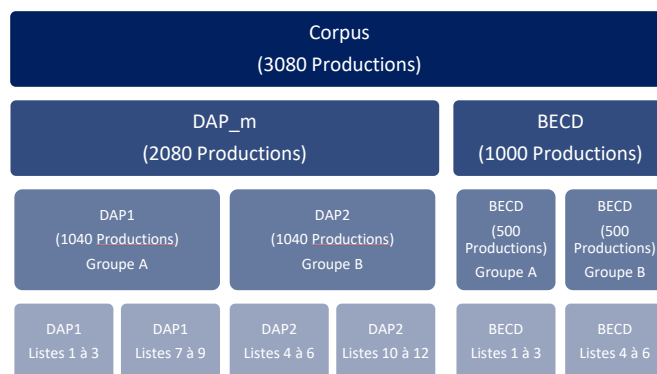 Corpus
(3080 Productions)
DAP_m
(2080 Productions)
BECD
(1000 Productions)
DAP1
(1040 Productions)
Groupe A
DAP2
(1040 Productions)
Groupe B
BECD
(500
Productions)
Groupe A
BECD
(500
Productions)
Groupe B
DAP1
Listes 1 à 3
DAP1
Listes 7 à 9
DAP2
Listes 4 à 6
DAP2
Listes 10 à 12
BECD
Listes 1 à 3
BECD
Listes 4 à 6